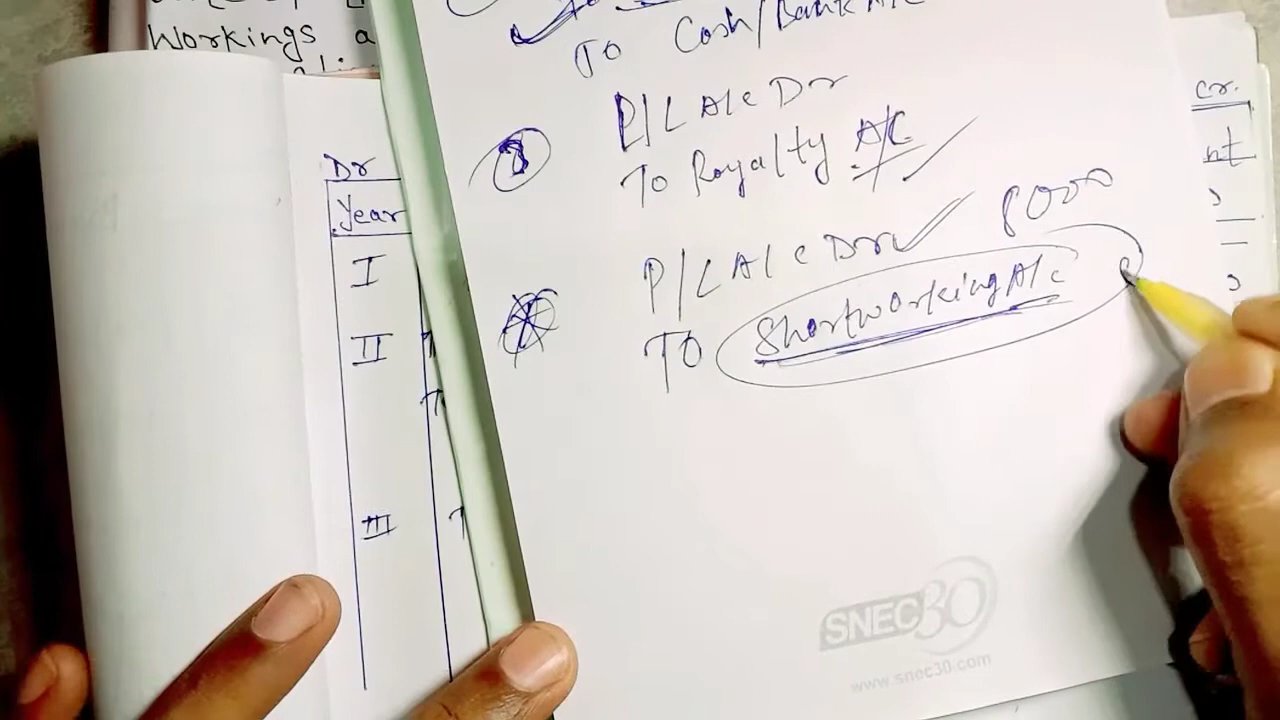 Workings a
To Cash/Bank A/c
P/L A/c Dr
To Royalty A/c
P/L A/c Dr 8000
To Shortworking A/c
Dr
Year
I
II
III
cr.
nt
SNEC30
www.snec30.com